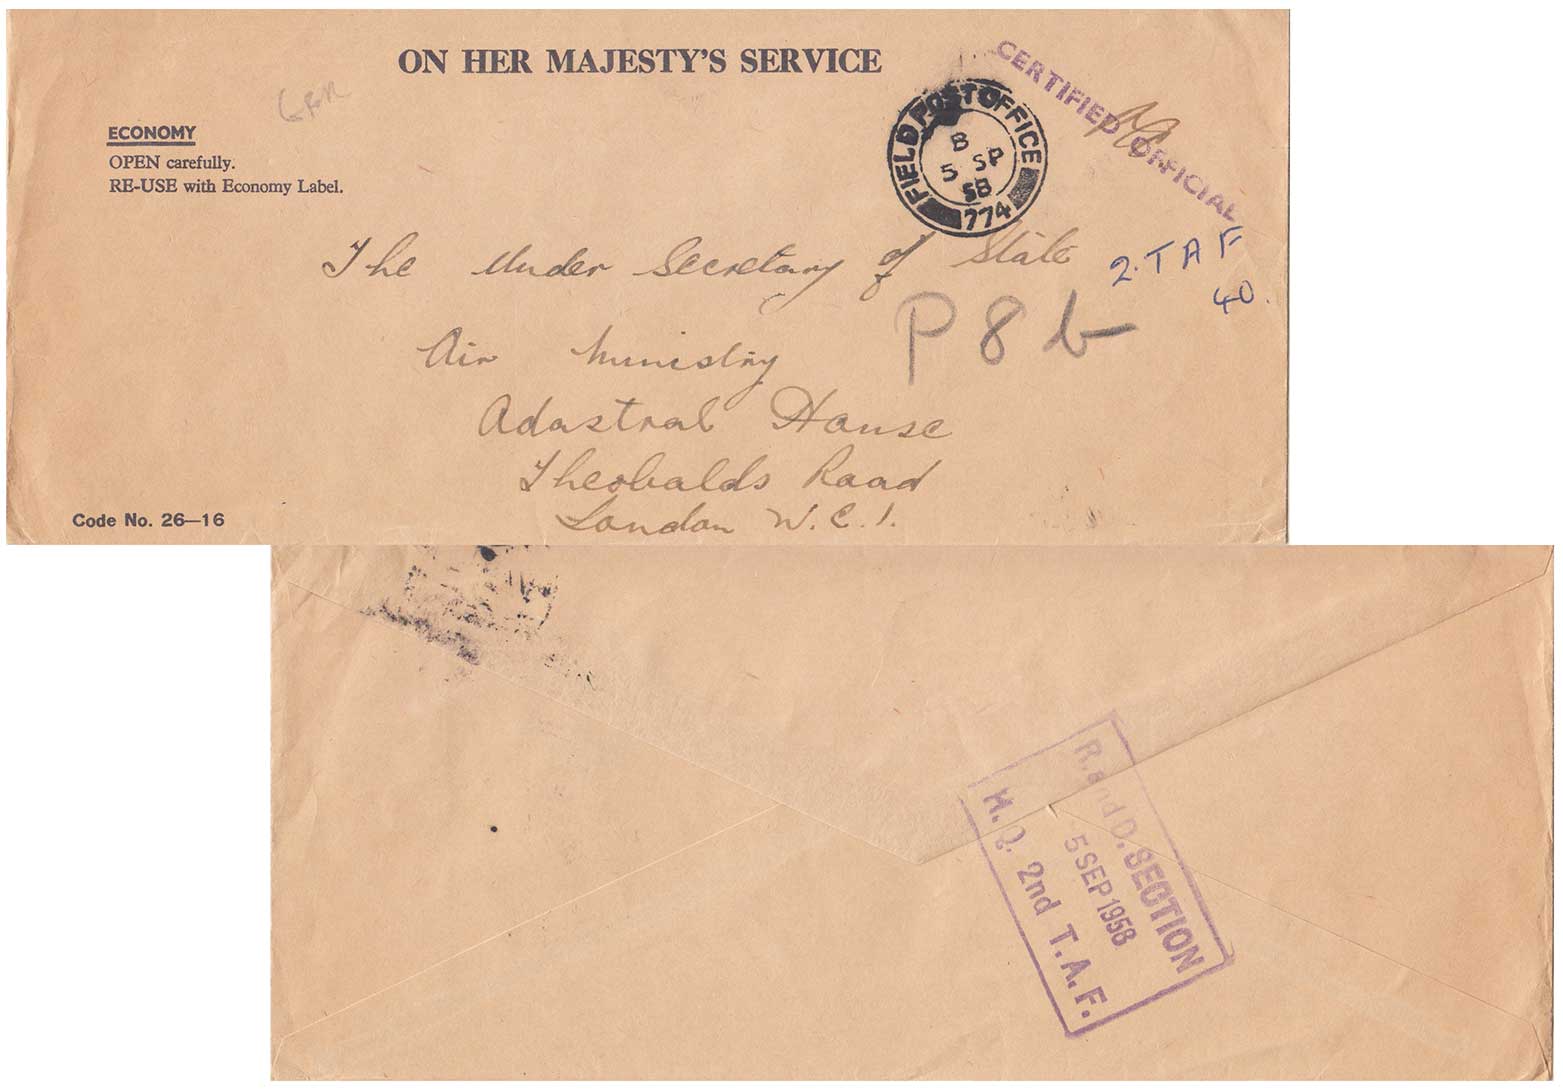 ON HER MAJESTY'S SERVICE
CERTIFIED OFFICIAL
ECONOMY
OPEN carefully.
RE-USE with Economy Label.
FIELD POST OFFICE
B
5 SP
58
774
The Under Secretary of State
2.TAF
40.
P 8 b
Air Ministry
Adastral House
Theobalds Road
London W.C.1.
Code No. 26—16
R. and D. SECTION
5 SEP 1958
H.Q. 2nd T.A.F.